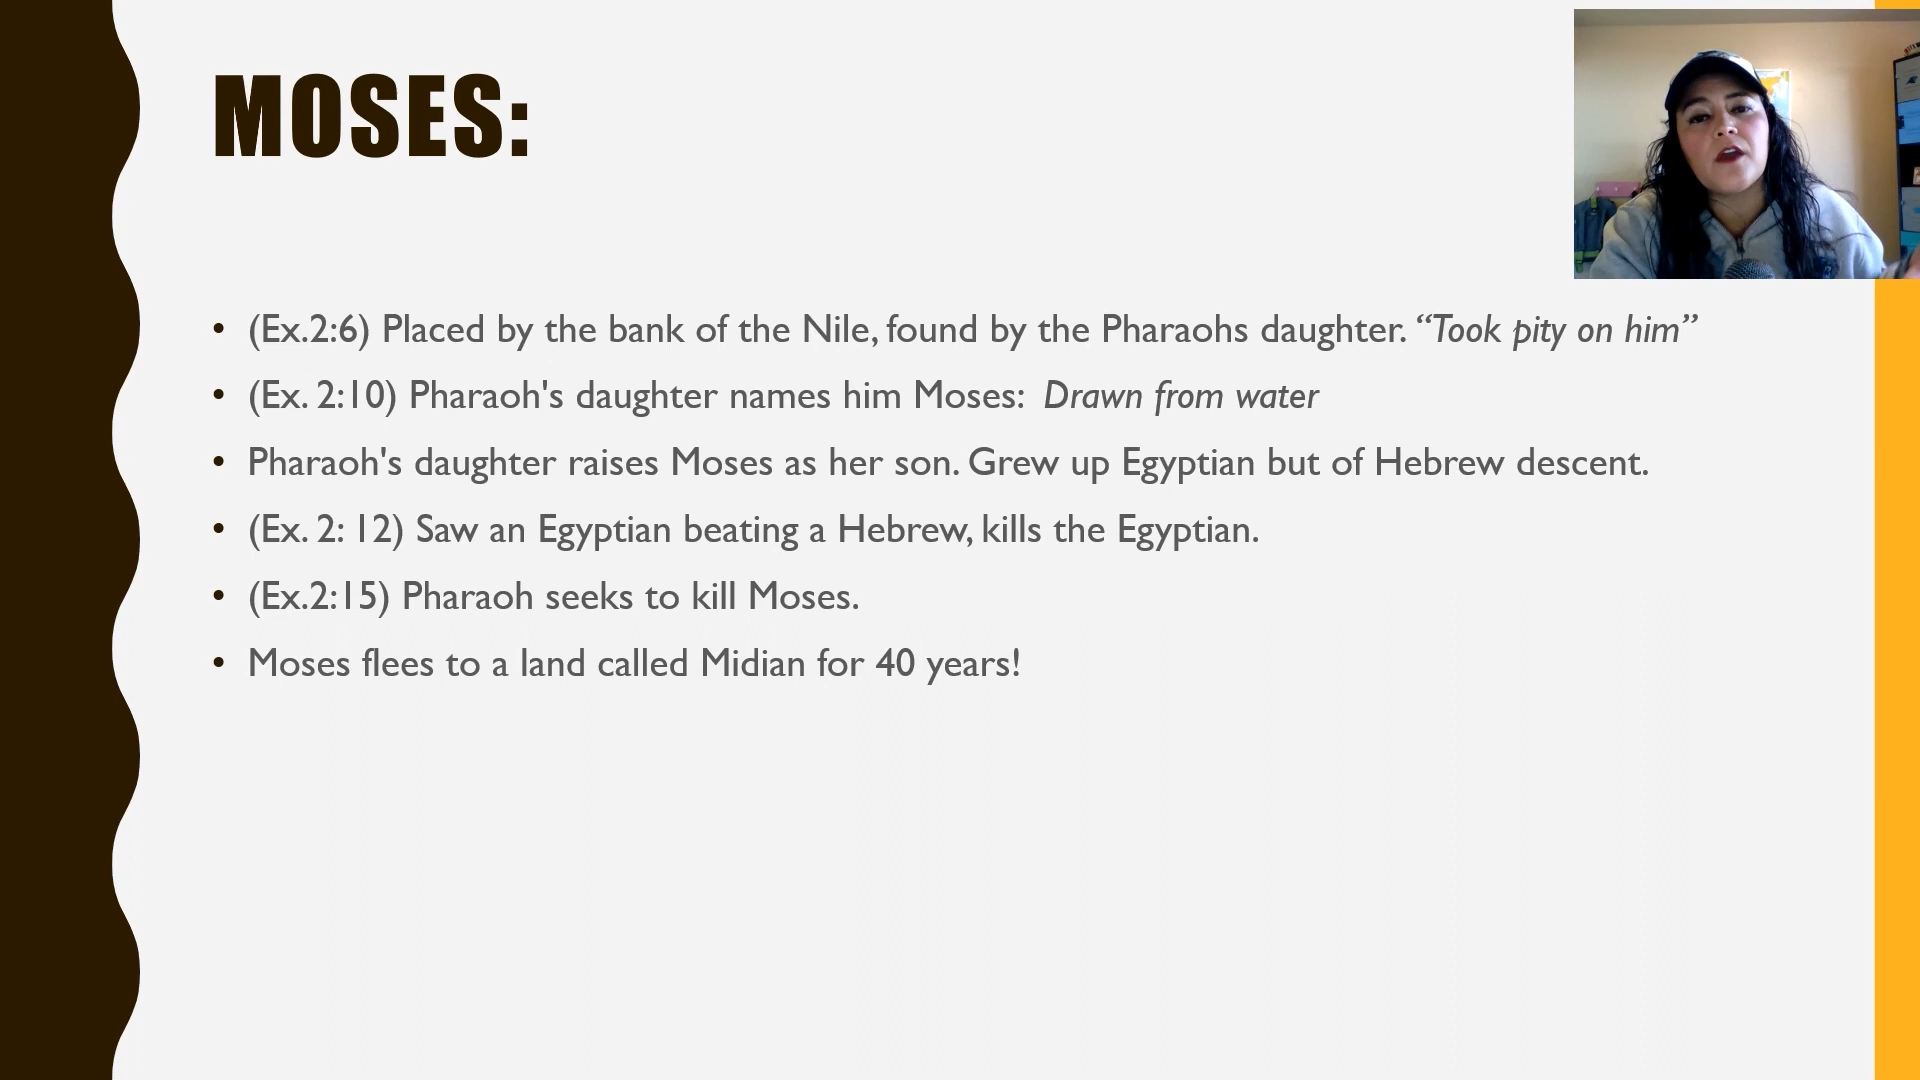 MOSES:
• (Ex.2:6) Placed by the bank of the Nile, found by the Pharaohs daughter. “Took pity on him”
• (Ex. 2:10) Pharaoh's daughter names him Moses:  Drawn from water
• Pharaoh's daughter raises Moses as her son. Grew up Egyptian but of Hebrew descent.
• (Ex. 2: 12) Saw an Egyptian beating a Hebrew, kills the Egyptian.
• (Ex.2:15) Pharaoh seeks to kill Moses.
• Moses flees to a land called Midian for 40 years!